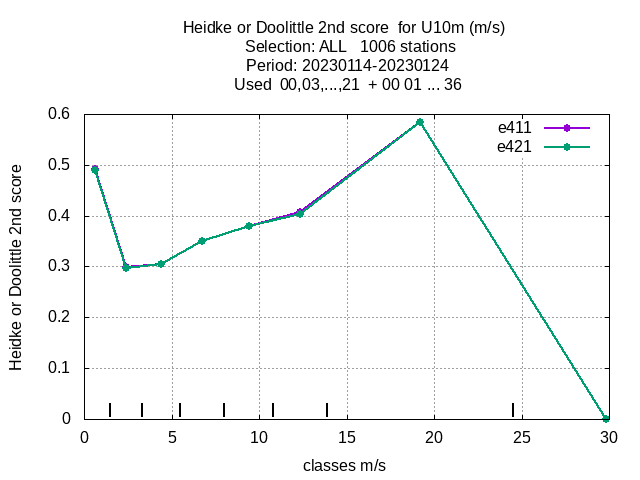 Heidke or Doolittle 2nd score  for U10m (m/s)
Selection: ALL   1006 stations
Period: 20230114-20230124
Used  00,03,...,21  + 00 01 ... 36
e411
e421
Heidke or Doolittle 2nd score
0.6
0.5
0.4
0.3
0.2
0.1
0
0 5 10 15 20 25 30
classes m/s